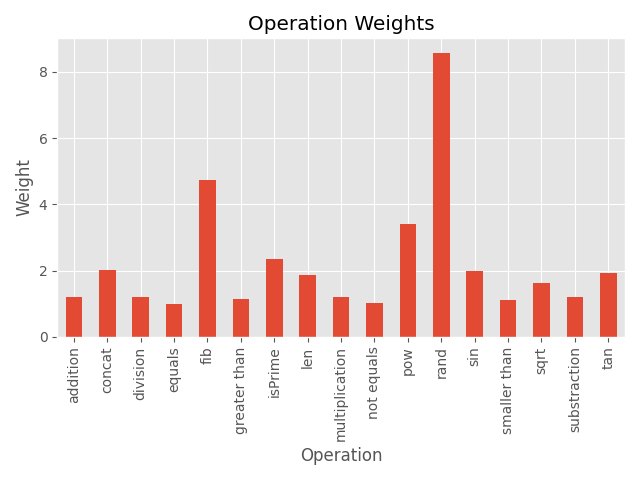 Operation Weights
Weight
8
6
4
2
0
addition
concat
division
equals
fib
greater than
isPrime
len
multiplication
not equals
pow
rand
sin
smaller than
sqrt
substraction
tan
Operation